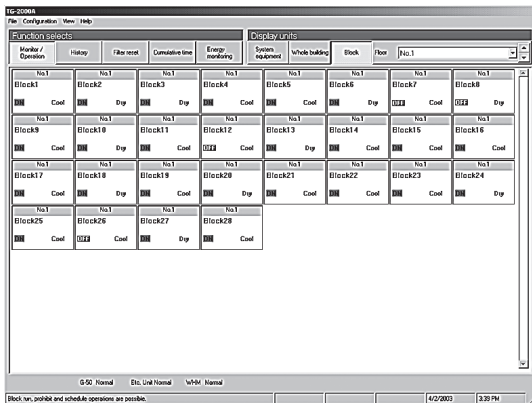 TG-2000A
File Configuration View Help
Function selects Display units
Monitor / Operation History Filter reset Cumulative time Energy monitoring System equipment Whole building Block Floor No.1
No.1 No.1 No.1 No.1 No.1 No.1 No.1 No.1
Block1 Block2 Block3 Block4 Block5 Block6 Block7 Block8
ON Cool ON Dry ON Dry ON Cool ON Cool ON Dry OFF Cool OFF Dry
No.1 No.1 No.1 No.1 No.1 No.1 No.1 No.1
Block9 Block10 Block11 Block12 Block13 Block14 Block15 Block16
ON Cool ON Dry ON Cool OFF Cool ON Dry ON Cool ON Cool ON Cool
No.1 No.1 No.1 No.1 No.1 No.1 No.1 No.1
Block17 Block18 Block19 Block20 Block21 Block22 Block23 Block24
ON Cool ON Dry ON Cool ON Dry ON Cool ON Cool ON Cool ON Dry
No.1 No.1 No.1 No.1
Block25 Block26 Block27 Block28
ON Cool OFF Cool ON Dry ON Cool
G-50 Normal Etc. Unit Normal WHM Normal
Block run, prohibit and schedule operations are possible. 4/2/2003 3:39 PM